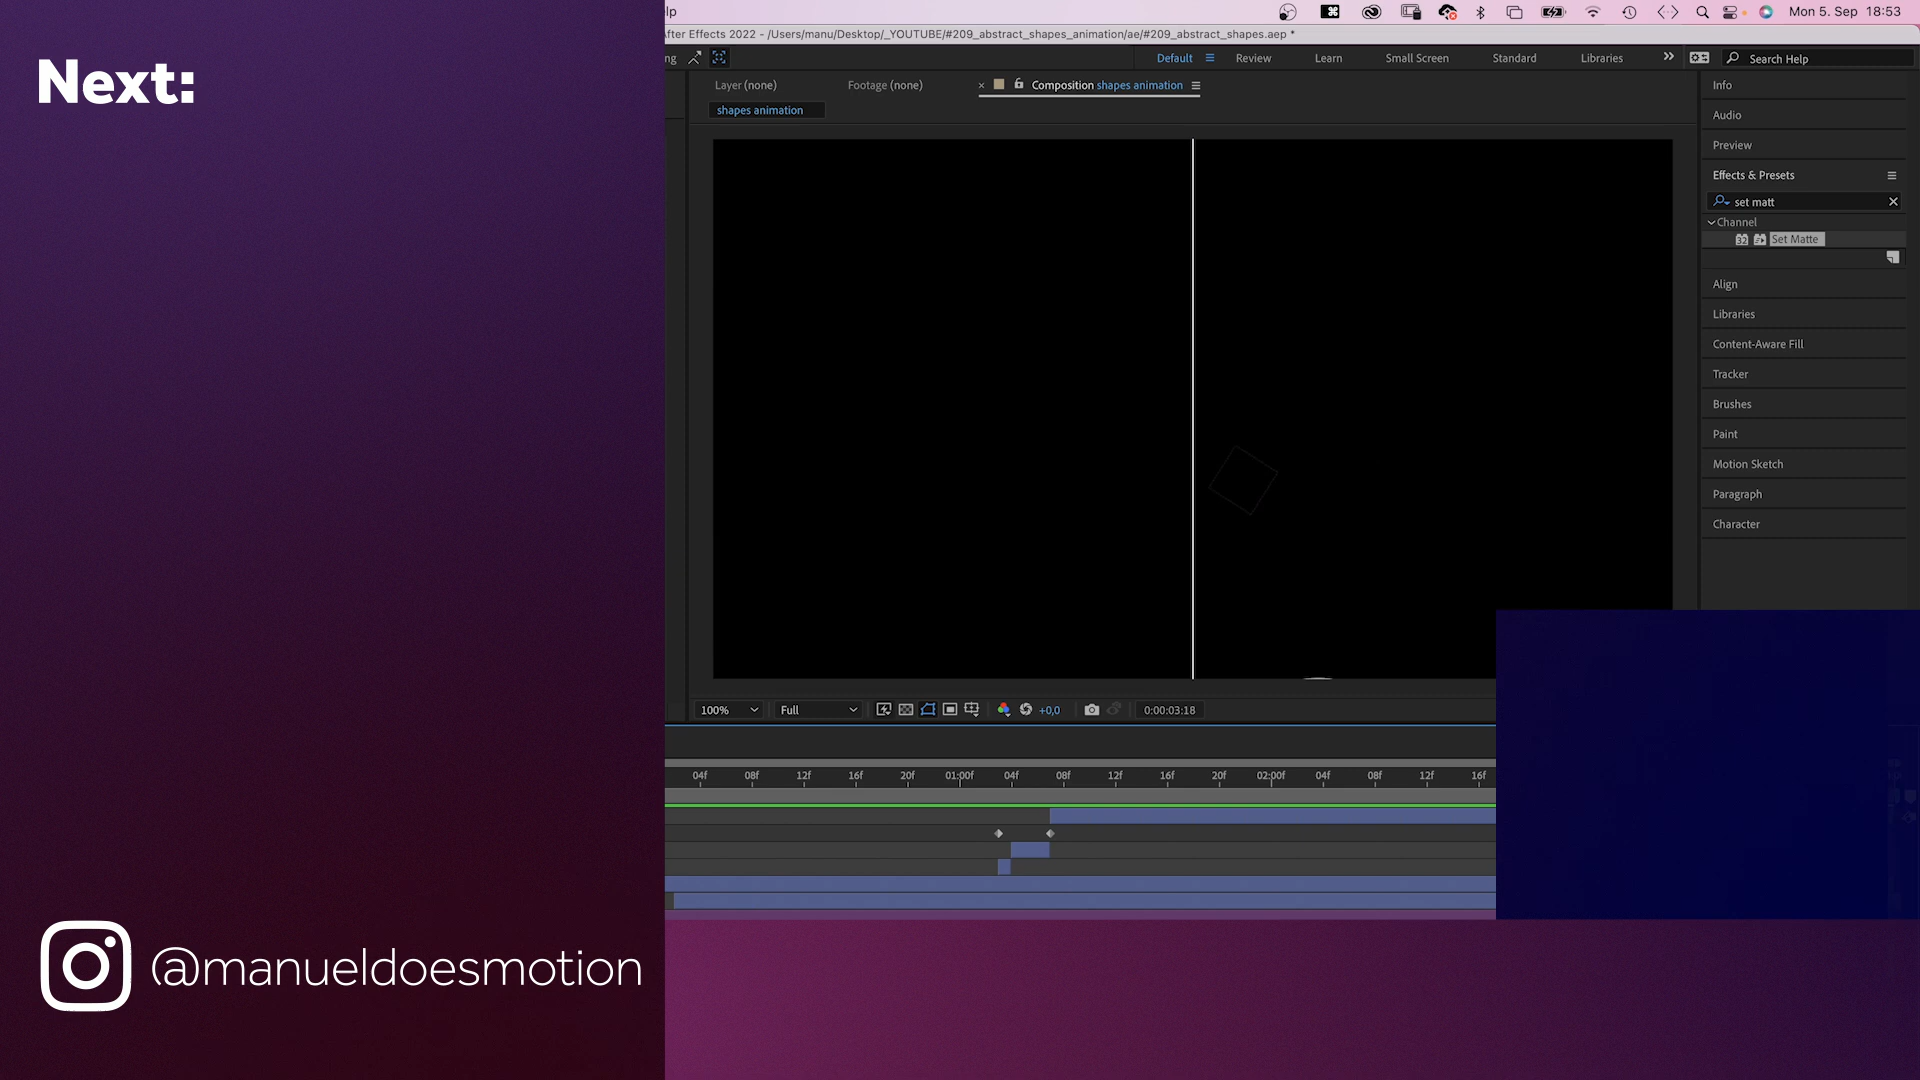 Next:
@manueldoesmotion
elp
Mon 5. Sep 18:53
After Effects 2022 - /Users/manu/Desktop/_YOUTUBE/#209_abstract_shapes_animation/ae/#209_abstract_shapes.aep *
ng
Default
Review
Learn
Small Screen
Standard
Libraries
Search Help
Layer (none)
Footage (none)
Composition shapes animation
shapes animation
Info
Audio
Preview
Effects & Presets
set matt
Channel
32
Set Matte
Align
Libraries
Content-Aware Fill
Tracker
Brushes
Paint
Motion Sketch
Paragraph
Character
100% Full +0,0 0:00:03:18
04f 08f 12f 16f 20f 01:00f 04f 08f 12f 16f 20f 02:00f 04f 08f 12f 16f